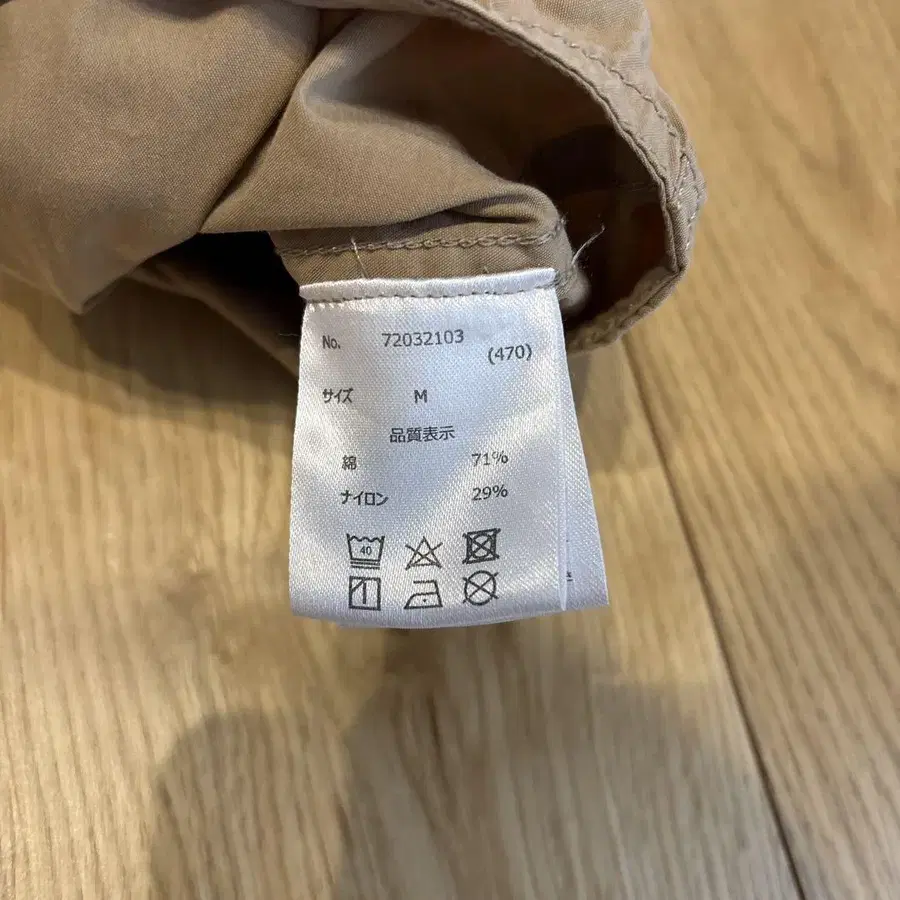 No. 72032103
(470)
サイズ M
品質表示
綿 71%
ナイロン 29%
40